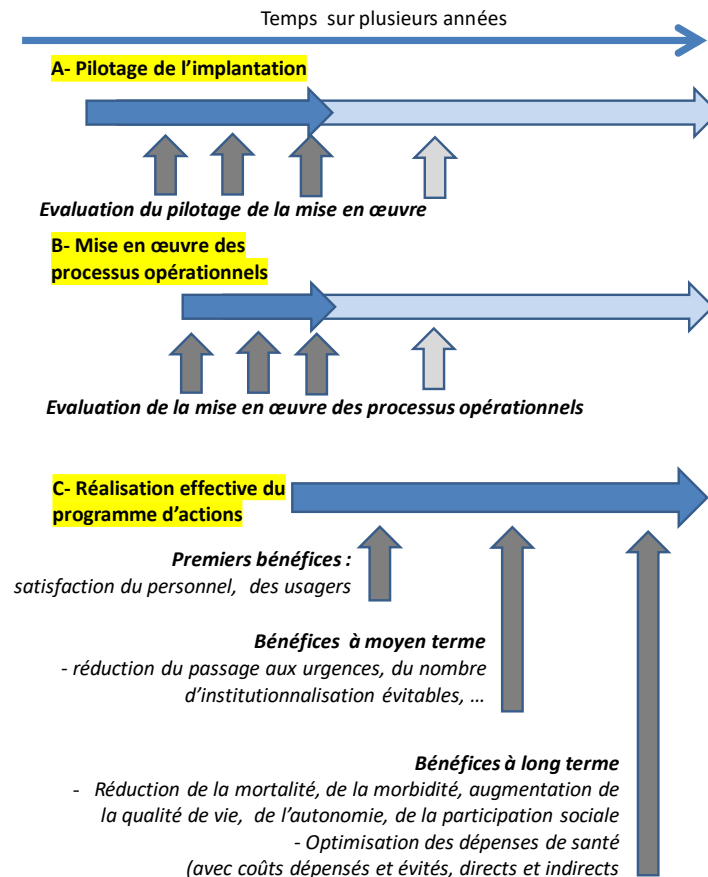 Temps sur plusieurs années
A- Pilotage de l’implantation
Evaluation du pilotage de la mise en œuvre
B- Mise en œuvre des
processus opérationnels
Evaluation de la mise en œuvre des processus opérationnels
C- Réalisation effective du
programme d’actions
Premiers bénéfices :
satisfaction du personnel, des usagers
Bénéfices à moyen terme
- réduction du passage aux urgences, du nombre
d’institutionnalisation évitables, …
Bénéfices à long terme
- Réduction de la mortalité, de la morbidité, augmentation de
la qualité de vie, de l’autonomie, de la participation sociale
- Optimisation des dépenses de santé
(avec coûts dépensés et évités, directs et indirects